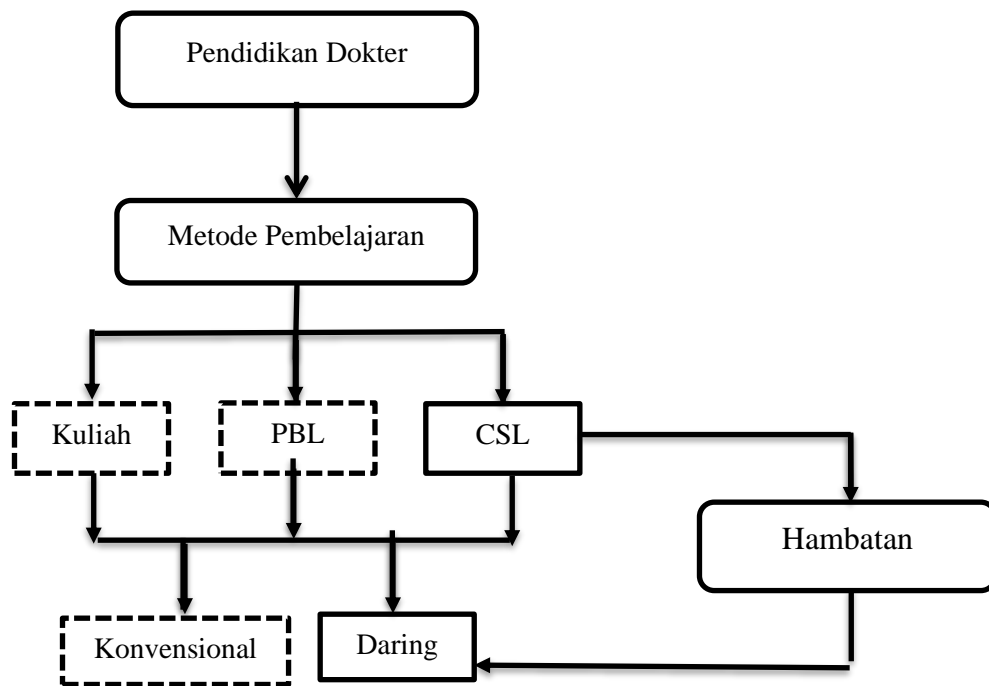 Pendidikan Dokter
Metode Pembelajaran
Kuliah
PBL
CSL
Hambatan
Konvensional
Daring